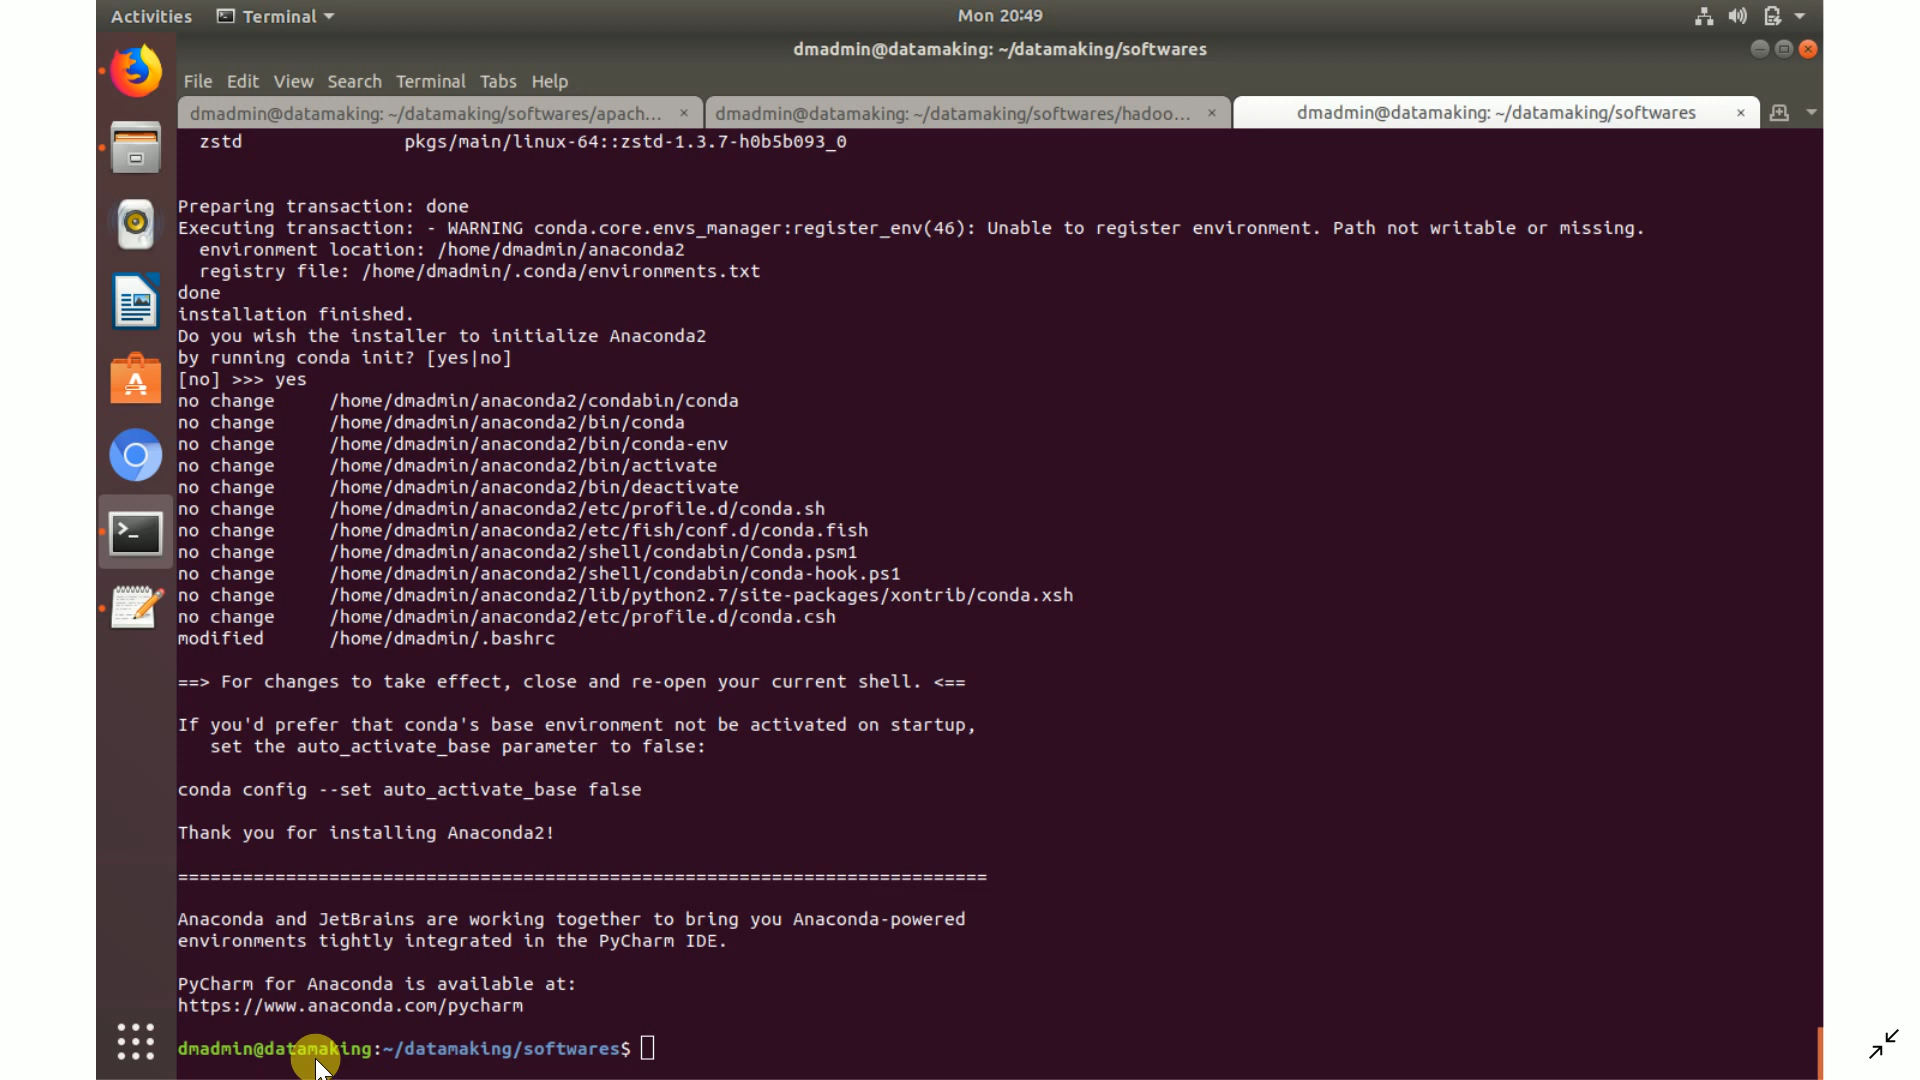 Activities
Terminal
Mon 20:49
dmadmin@datamaking: ~/datamaking/softwares
File Edit View Search Terminal Tabs Help
dmadmin@datamaking: ~/datamaking/softwares/apach...
dmadmin@datamaking: ~/datamaking/softwares/hadoo...
dmadmin@datamaking: ~/datamaking/softwares
zstd pkgs/main/linux-64::zstd-1.3.7-h0b5b093_0
Preparing transaction: done
Executing transaction: - WARNING conda.core.envs_manager:register_env(46): Unable to register environment. Path not writable or missing.
environment location: /home/dmadmin/anaconda2
registry file: /home/dmadmin/.conda/environments.txt
done
installation finished.
Do you wish the installer to initialize Anaconda2
by running conda init? [yes|no]
[no] >>> yes
no change /home/dmadmin/anaconda2/condabin/conda
no change /home/dmadmin/anaconda2/bin/conda
no change /home/dmadmin/anaconda2/bin/conda-env
no change /home/dmadmin/anaconda2/bin/activate
no change /home/dmadmin/anaconda2/bin/deactivate
no change /home/dmadmin/anaconda2/etc/profile.d/conda.sh
no change /home/dmadmin/anaconda2/etc/fish/conf.d/conda.fish
no change /home/dmadmin/anaconda2/shell/condabin/Conda.psm1
no change /home/dmadmin/anaconda2/shell/condabin/conda-hook.ps1
no change /home/dmadmin/anaconda2/lib/python2.7/site-packages/xontrib/conda.xsh
no change /home/dmadmin/anaconda2/etc/profile.d/conda.csh
modified /home/dmadmin/.bashrc
==> For changes to take effect, close and re-open your current shell. <==
If you'd prefer that conda's base environment not be activated on startup,
set the auto_activate_base parameter to false:
conda config --set auto_activate_base false
Thank you for installing Anaconda2!
===========================================================================
Anaconda and JetBrains are working together to bring you Anaconda-powered
environments tightly integrated in the PyCharm IDE.
PyCharm for Anaconda is available at:
https://www.anaconda.com/pycharm
dmadmin@datamaking:~/datamaking/softwares$